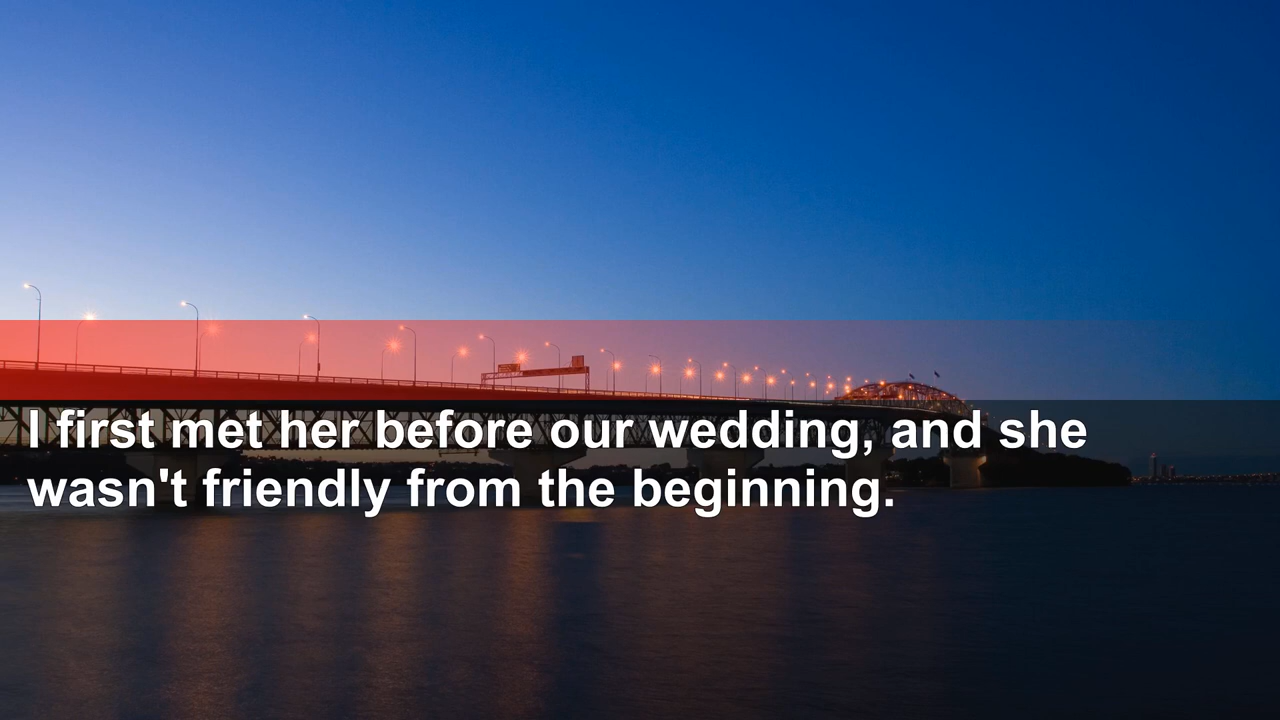 I first met her before our wedding, and she
wasn't friendly from the beginning.